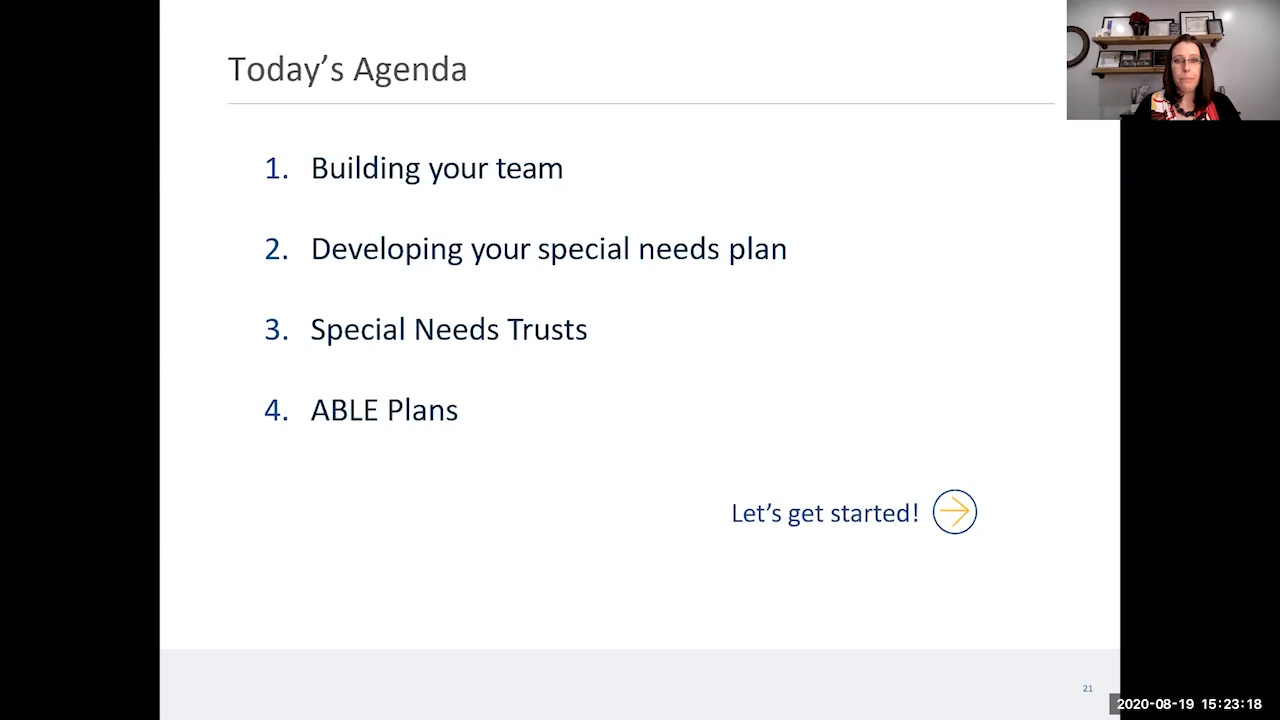 Today's Agenda
1. Building your team
2. Developing your special needs plan
3. Special Needs Trusts
4. ABLE Plans
Let's get started!
21
2020-08-19 15:23:18